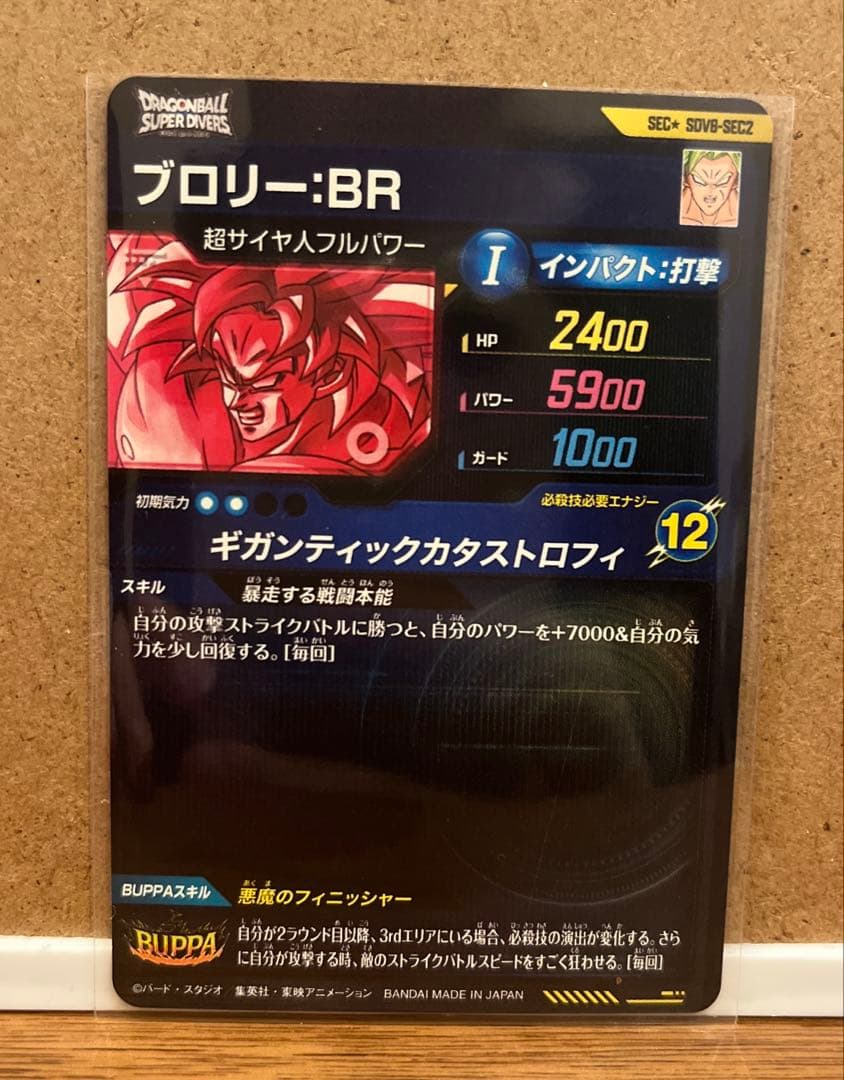 DRAGONBALL
SUPER DIVERS
SEC★ SDV8-SEC2
ブロリー:BR
超サイヤ人フルパワー
I インパクト:打撃
HP 2400
パワー 5900
ガード 1000
初期気力
必殺技必要エナジー
12
ギガンティックカタストロフィ
スキル 暴走する戦闘本能
自分の攻撃ストライクバトルに勝つと、自分のパワーを+7000&自分の気
力を少し回復する。[毎回]
BUPPAスキル 悪魔のフィニッシャー
BUPPA
自分が2ラウンド目以降、3rdエリアにいる場合、必殺技の演出が変化する。さら
に自分が攻撃する時、敵のストライクバトルスピードをすごく狂わせる。[毎回]
P
©バード・スタジオ 集英社・東映アニメーション BANDAI MADE IN JAPAN